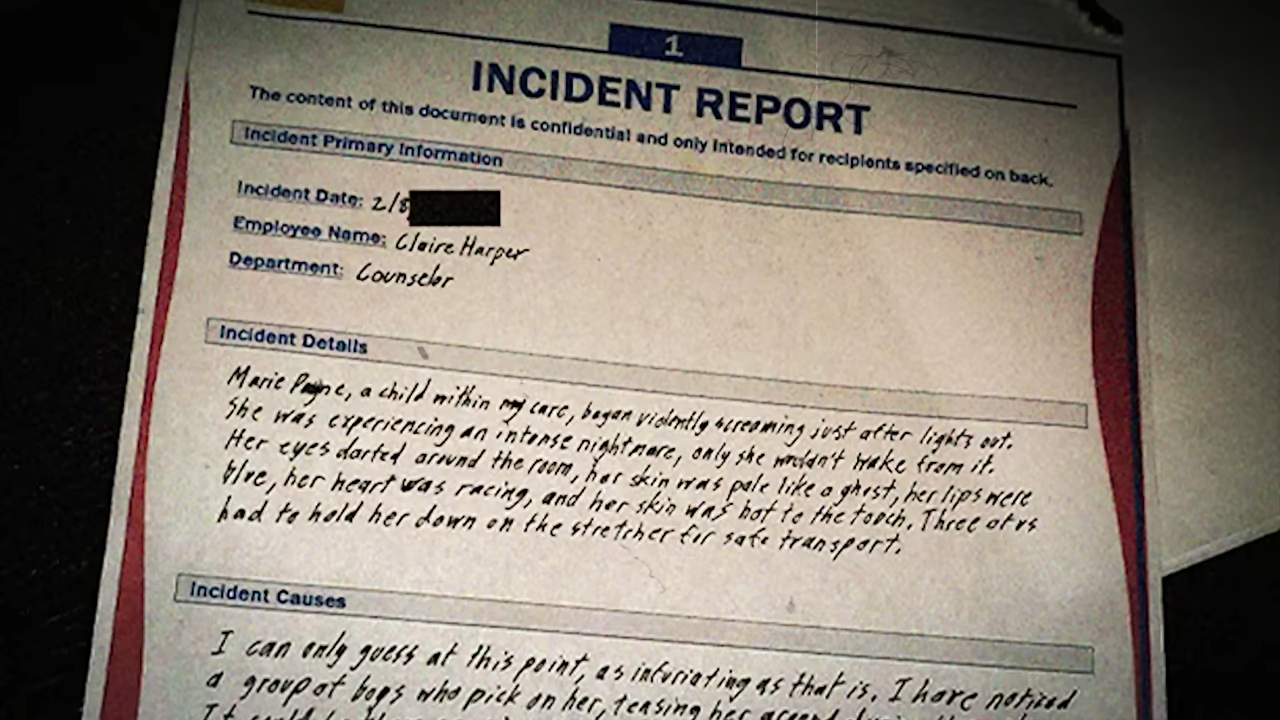 1
INCIDENT REPORT
The content of this document is confidential and only intended for recipients specified on back.
Incident Primary Information
Incident Date: 2/8
Employee Name: Claire Harper
Department: Counselor
Incident Details
Marie Payne, a child within my care, began violently screaming just after lights out.
She was experiencing an intense nightmare, only she wouldn't wake from it.
Her eyes darted around the room, her skin was pale like a ghost, her lips were
blue, her heart was racing, and her skin was hot to the touch. Three of us
had to hold her down on the stretcher for safe transport.
Incident Causes
I can only guess at this point, as infuriating as that is. I have noticed
a group of boys who pick on her, teasing her
It could be